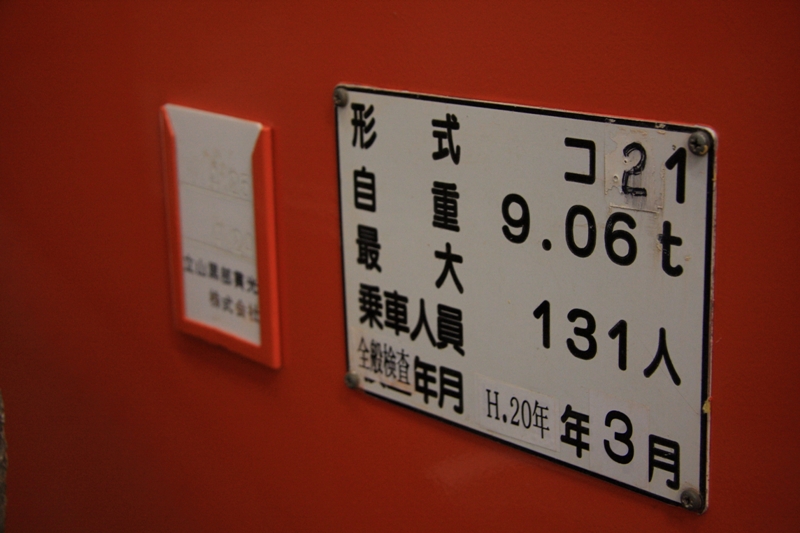 立山黒部貫光
株式会社
形式 コ21
自重 9.06t
最大
乗車人員 131人
全般検査年月 H.20年年3月